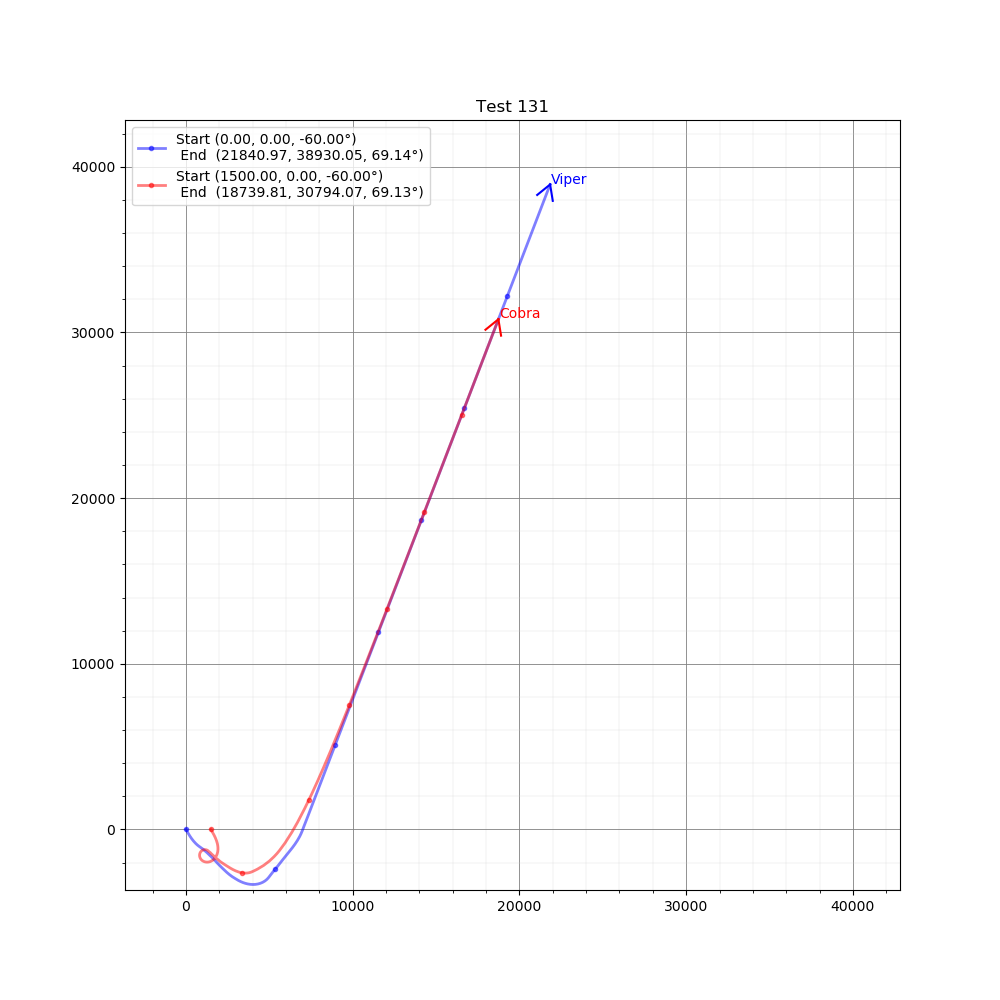 Test 131
Start (0.00, 0.00, -60.00°)
End (21840.97, 38930.05, 69.14°)
Start (1500.00, 0.00, -60.00°)
End (18739.81, 30794.07, 69.13°)
Viper
Cobra
40000
30000
20000
10000
0
0 10000 20000 30000 40000